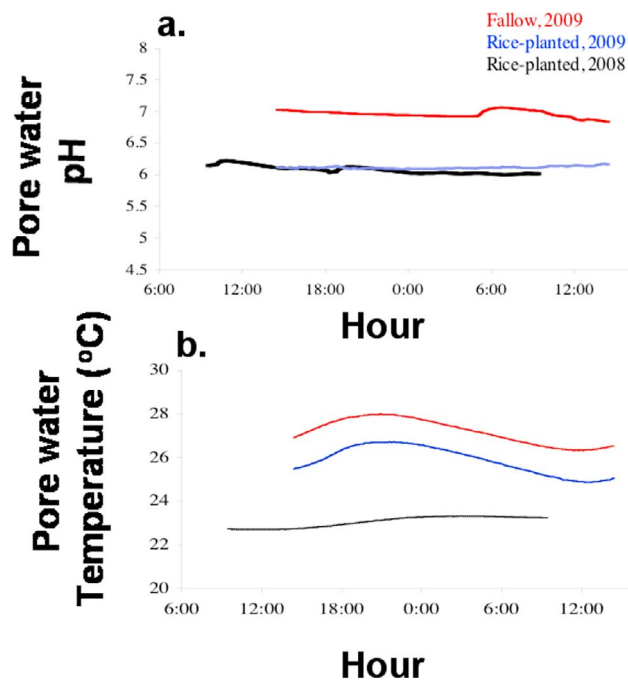 a.
Fallow, 2009
Rice-planted, 2009
Rice-planted, 2008
Pore water
pH
8
7.5
7
6.5
6
5.5
5
4.5
6:00 12:00 18:00 0:00 6:00 12:00
Hour
b.
Pore water
Temperature (°C)
30
28
26
24
22
20
6:00 12:00 18:00 0:00 6:00 12:00
Hour